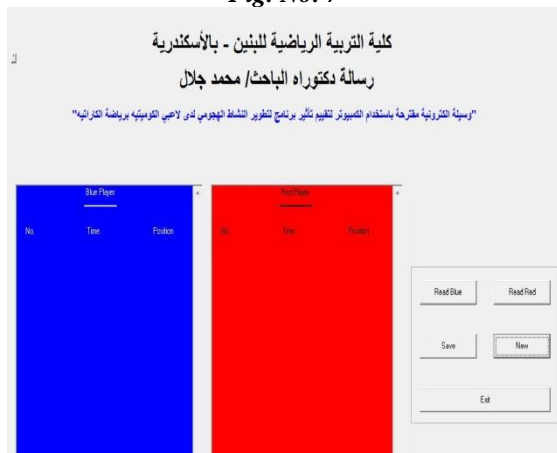 كلية التربية الرياضية للبنين - بالأسكندرية
رسالة دكتوراه الباحث/ محمد جلال
"وسيلة الكترونية مقترحة باستخدام الكمبيوتر لتقييم تأثير برنامج لتطوير النشاط الهجومي لدى لاعبي الكوميتيه برياضة الكاراتيه"
Blue Player
No. Time Position
Red Player
No. Time Position
Read Blue Read Red
Save New
Exit